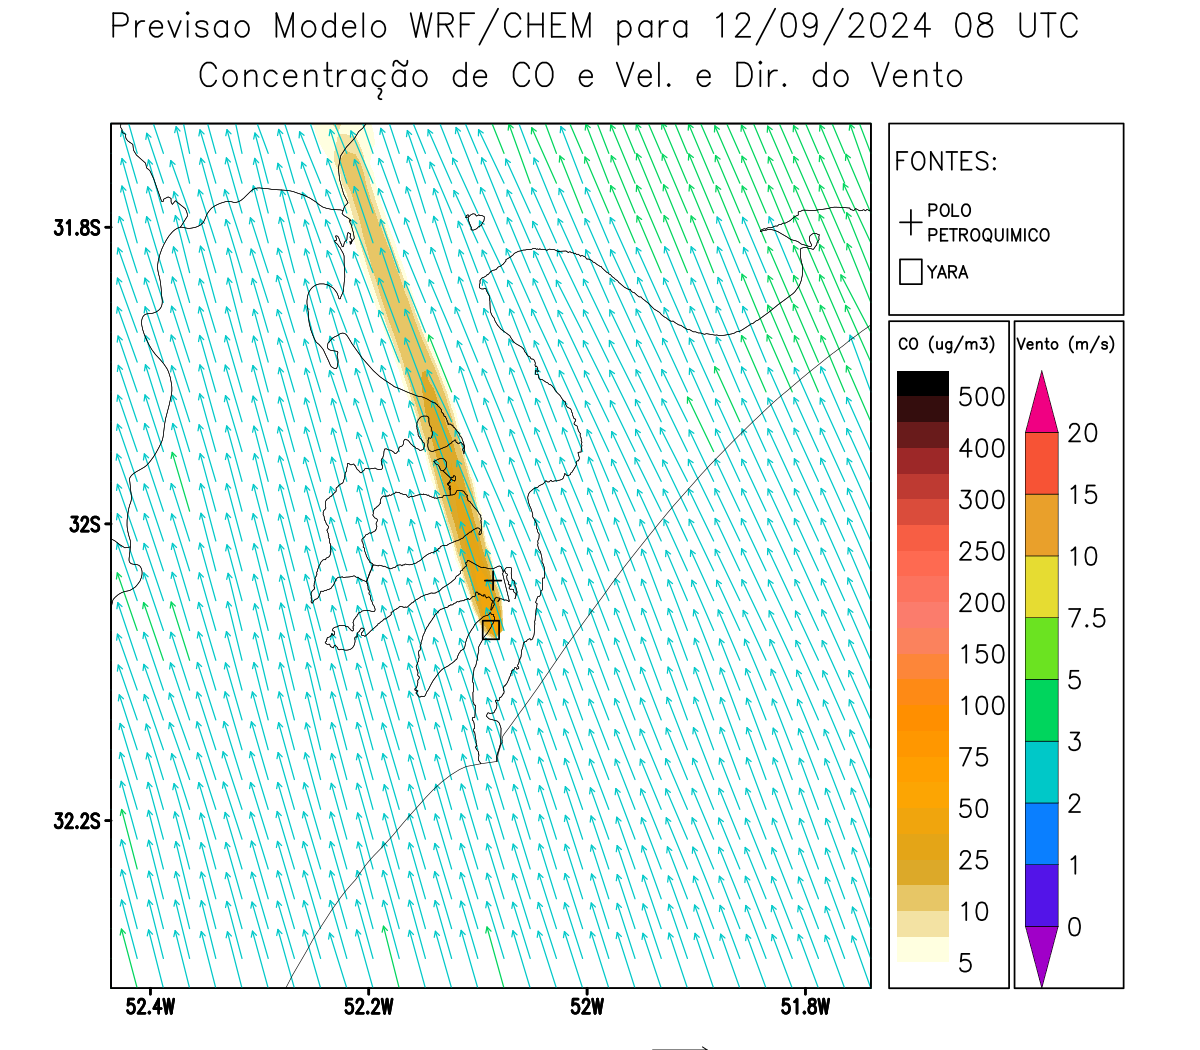 Previsao Modelo WRF/CHEM para 12/09/2024 08 UTC
Concentração de CO e Vel. e Dir. do Vento
FONTES:
POLO
PETROQUIMICO
YARA
CO (ug/m3)
500
400
300
250
200
150
100
75
50
25
10
5
Vento (m/s)
20
15
10
7.5
5
3
2
1
0
31.8S
32S
32.2S
52.4W
52.2W
52W
51.8W